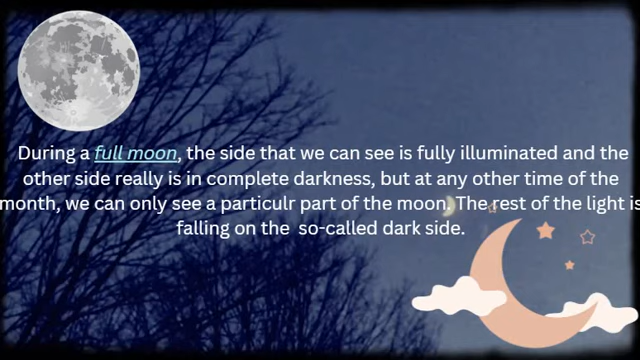 During a full moon, the side that we can see is fully illuminated and the
other side really is in complete darkness, but at any other time of the
month, we can only see a particulr part of the moon. The rest of the light is
falling on the so-called dark side.